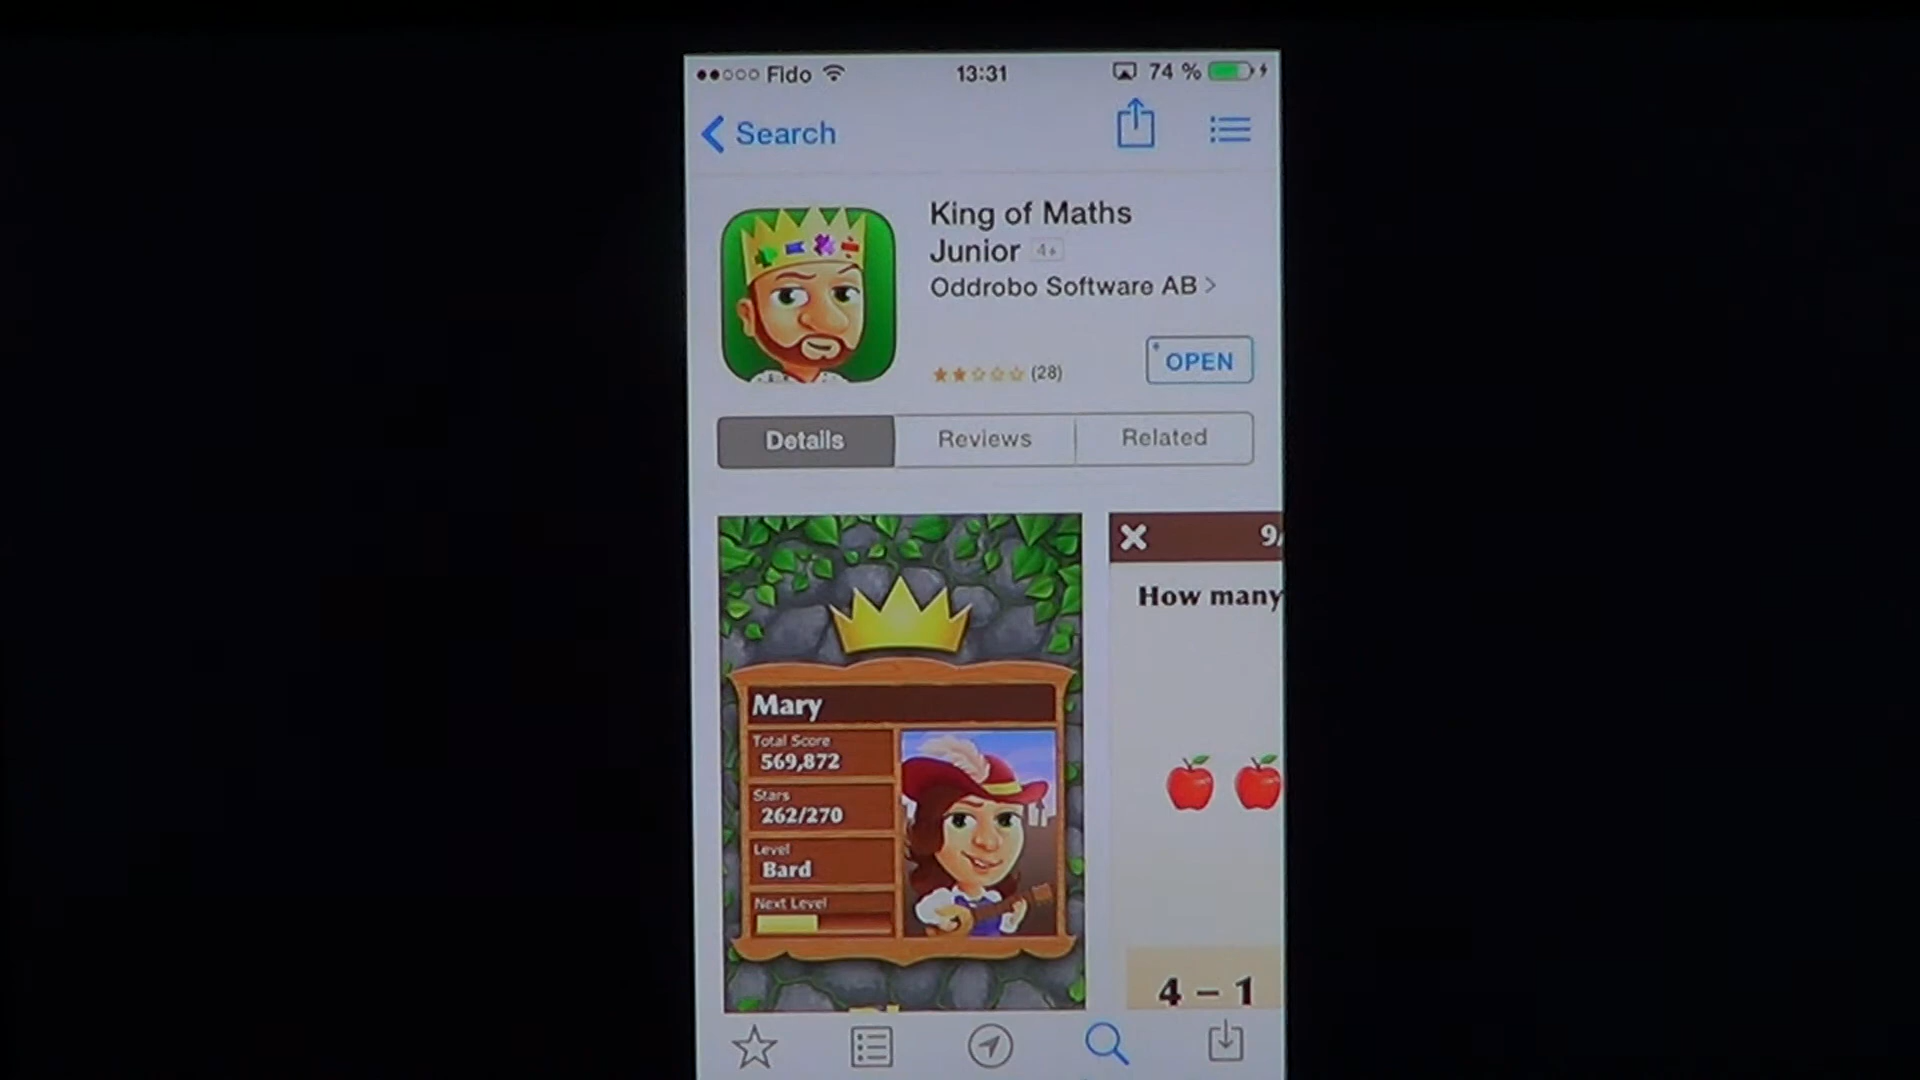 Fido 13:31 74 %
Search
King of Maths
Junior 4+
Oddrobo Software AB >
(28)
+ OPEN
Details Reviews Related
Mary
Total Score
569,872
Stars
262/270
Level
Bard
Next Level
9/
How many
4 – 1